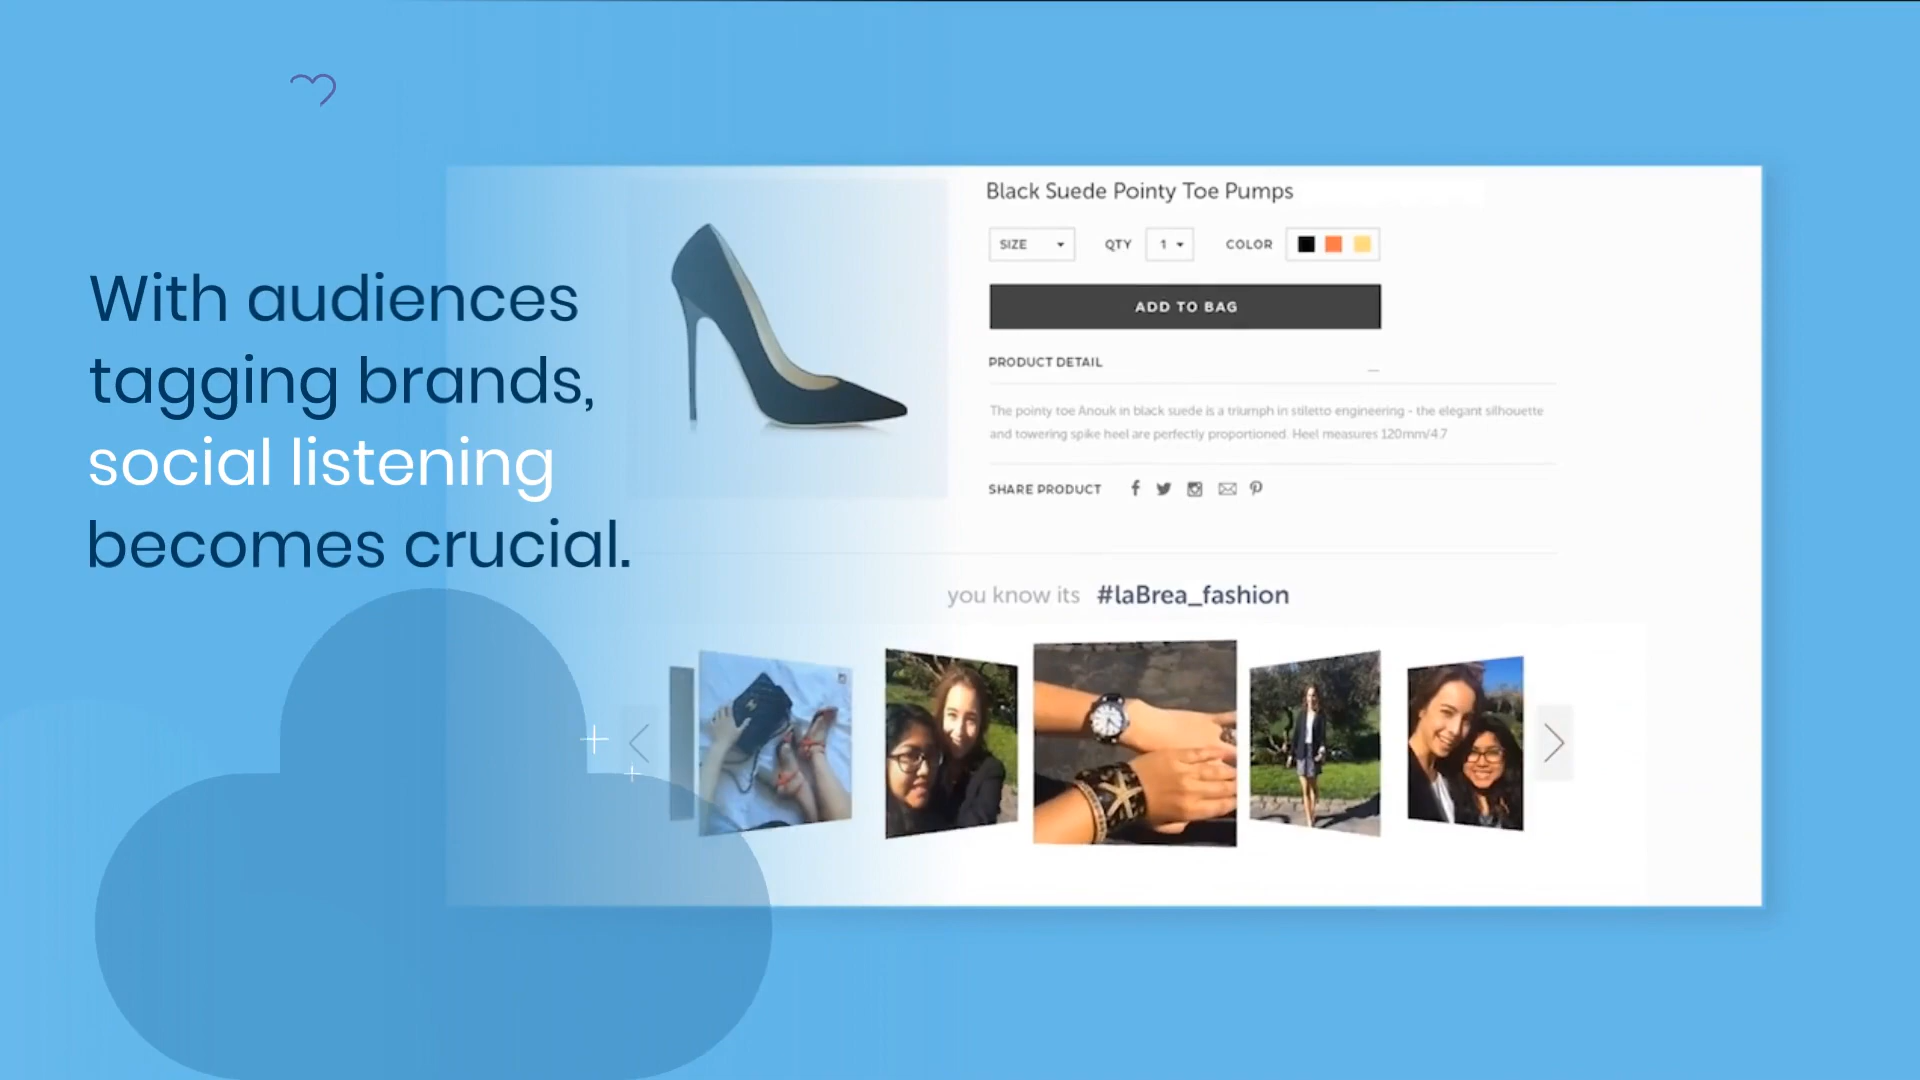 With audiences
tagging brands,
social listening
becomes crucial.
Black Suede Pointy Toe Pumps
SIZE QTY 1 COLOR
ADD TO BAG
PRODUCT DETAIL
The pointy toe Anouk in black suede is a triumph in stiletto engineering - the elegant silhouette
and towering spike heel are perfectly proportioned. Heel measures 120mm/4.7
SHARE PRODUCT
you know its #laBrea_fashion